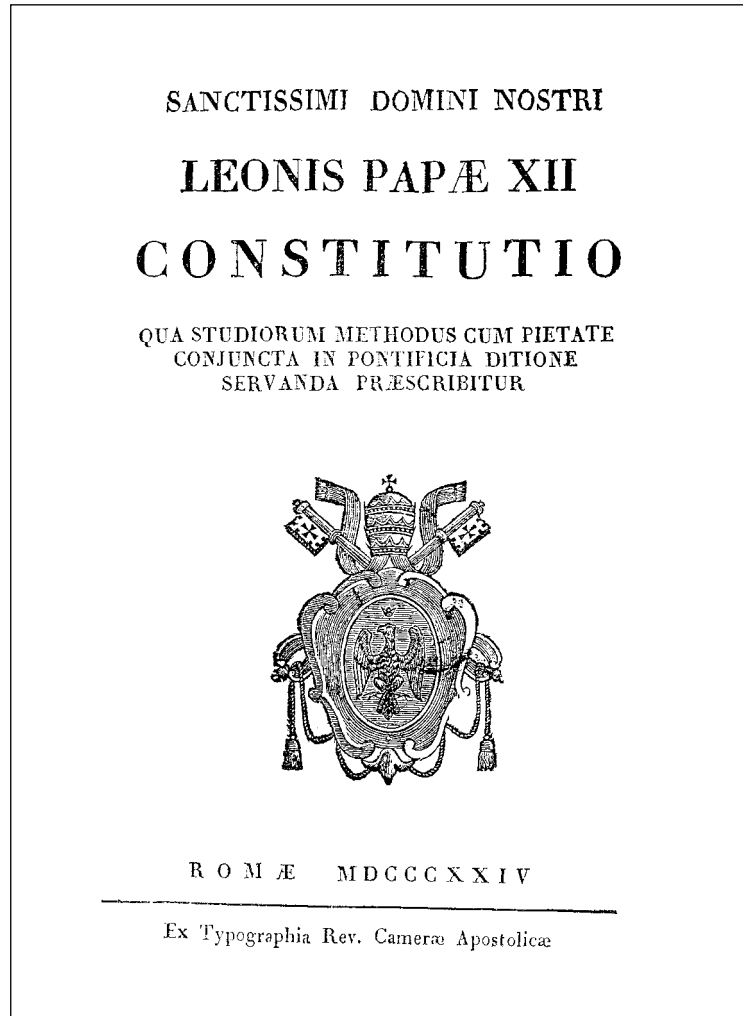 SANCTISSIMI DOMINI NOSTRI
LEONIS PAPÆ XII
CONSTITUTIO
QUA STUDIORUM METHODUS CUM PIETATE
CONJUNCTA IN PONTIFICIA DITIONE
SERVANDA PRÆSCRIBITUR
ROMÆ MDCCCXXIV
Ex Typographia Rev. Cameræ Apostolicæ